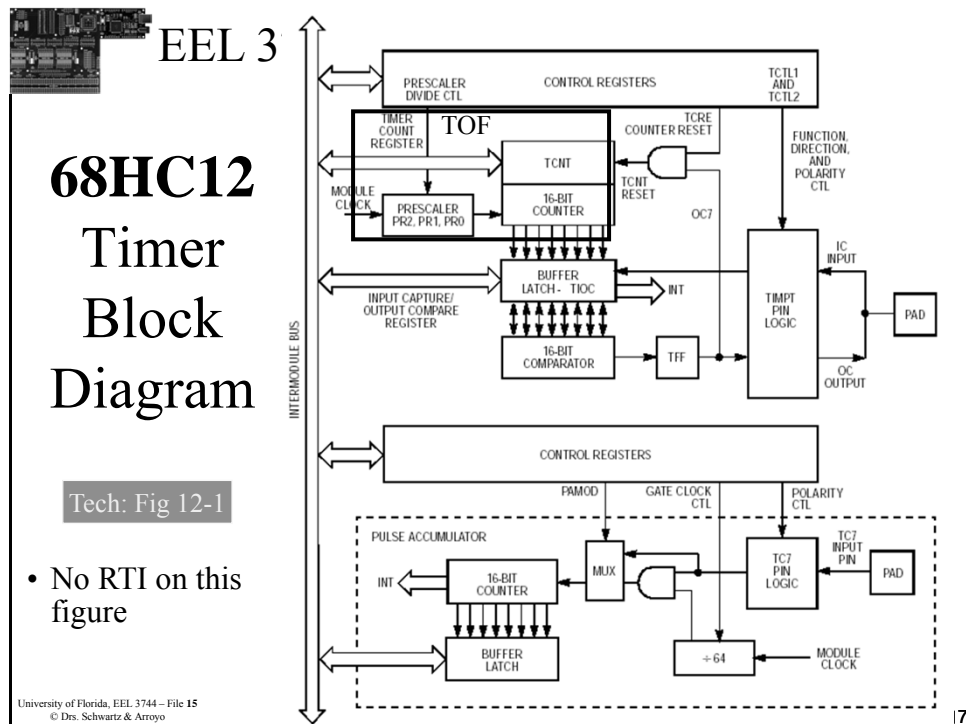 EEL 3
68HC12
Timer
Block
Diagram
Tech: Fig 12-1
• No RTI on this
figure
University of Florida, EEL 3744 – File 15
© Drs. Schwartz & Arroyo
INTERMODULE BUS
PRESCALER
DIVIDE CTL
CONTROL REGISTERS
TCTL1
AND
TCTL2
TIMER
COUNT
REGISTER
TOF
TCRE
COUNTER RESET
FUNCTION,
DIRECTION,
AND
POLARITY
CTL
TCNT
TCNT
RESET
MODULE
CLOCK
PRESCALER
PR2, PR1, PR0
16-BIT
COUNTER
OC7
BUFFER
LATCH - TIOC
INT
INPUT CAPTURE/
OUTPUT COMPARE
REGISTER
TIMPT
PIN
LOGIC
IC
INPUT
PAD
16-BIT
COMPARATOR
TFF
OC
OUTPUT
CONTROL REGISTERS
PAMOD
GATE CLOCK
CTL
POLARITY
CTL
PULSE ACCUMULATOR
INT
16-BIT
COUNTER
MUX
TC7
PIN
LOGIC
TC7
INPUT
PIN
PAD
BUFFER
LATCH
÷ 64
MODULE
CLOCK
7